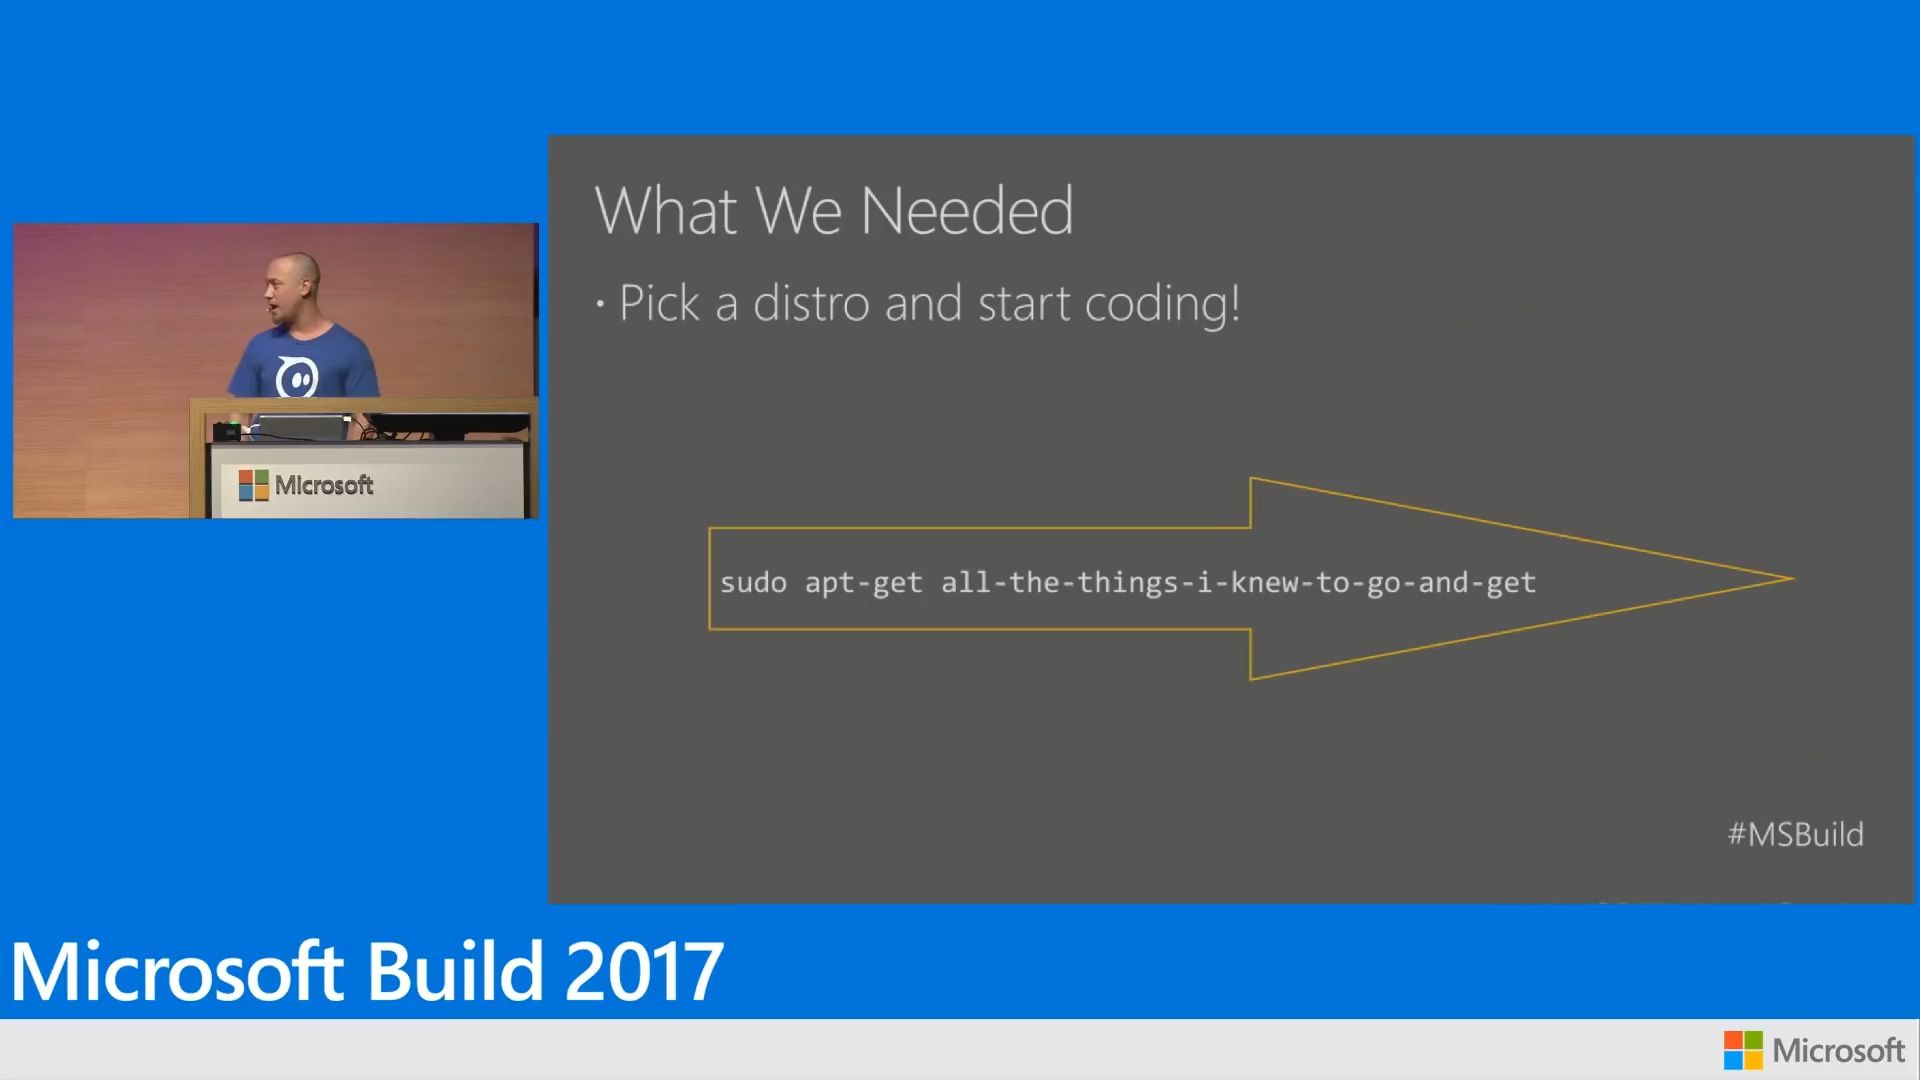 What We Needed
· Pick a distro and start coding!
sudo apt-get all-the-things-i-knew-to-go-and-get
#MSBuild
Microsoft
Microsoft Build 2017
Microsoft